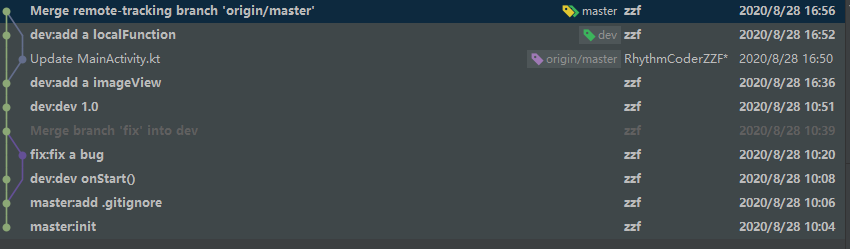 Merge remote-tracking branch 'origin/master' master zzf 2020/8/28 16:56
dev:add a localFunction dev zzf 2020/8/28 16:52
Update MainActivity.kt origin/master RhythmCoderZZF* 2020/8/28 16:50
dev:add a imageView zzf 2020/8/28 16:36
dev:dev 1.0 zzf 2020/8/28 10:51
Merge branch 'fix' into dev zzf 2020/8/28 10:39
fix:fix a bug zzf 2020/8/28 10:20
dev:dev onStart() zzf 2020/8/28 10:08
master:add .gitignore zzf 2020/8/28 10:06
master:init zzf 2020/8/28 10:04